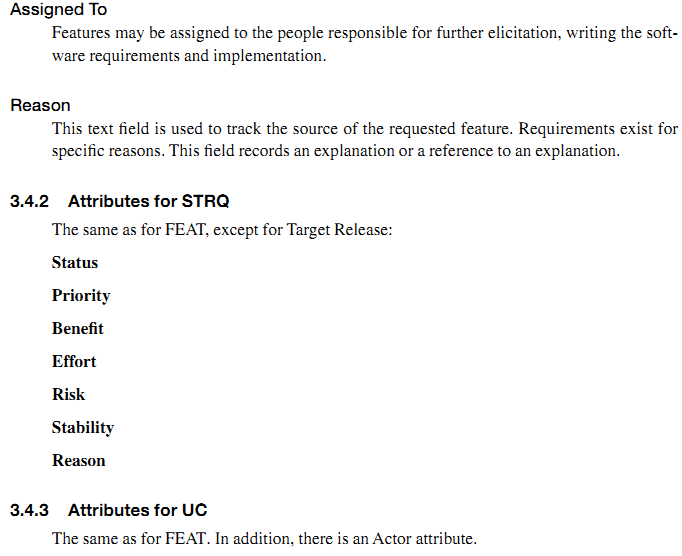 Assigned To
Features may be assigned to the people responsible for further elicitation, writing the soft-
ware requirements and implementation.
Reason
This text field is used to track the source of the requested feature. Requirements exist for
specific reasons. This field records an explanation or a reference to an explanation.
3.4.2 Attributes for STRQ
The same as for FEAT, except for Target Release:
Status
Priority
Benefit
Effort
Risk
Stability
Reason
3.4.3 Attributes for UC
The same as for FEAT. In addition, there is an Actor attribute.